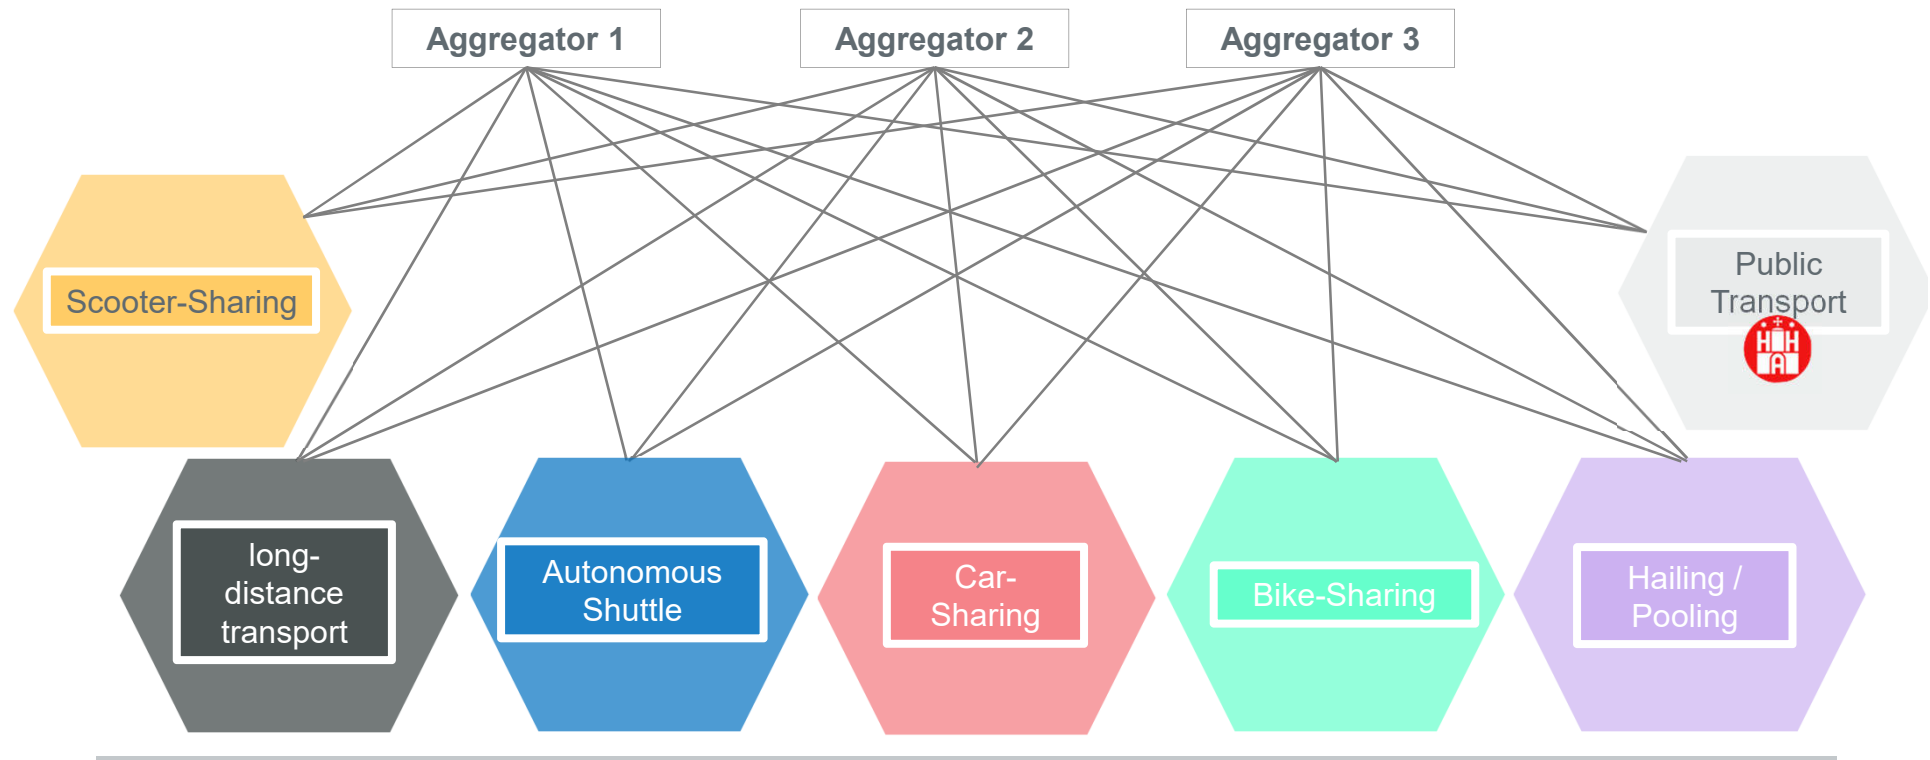 Aggregator 1
Aggregator 2
Aggregator 3
Scooter-Sharing
Public
Transport
H H
A
long-
distance
transport
Autonomous
Shuttle
Car-
Sharing
Bike-Sharing
Hailing /
Pooling